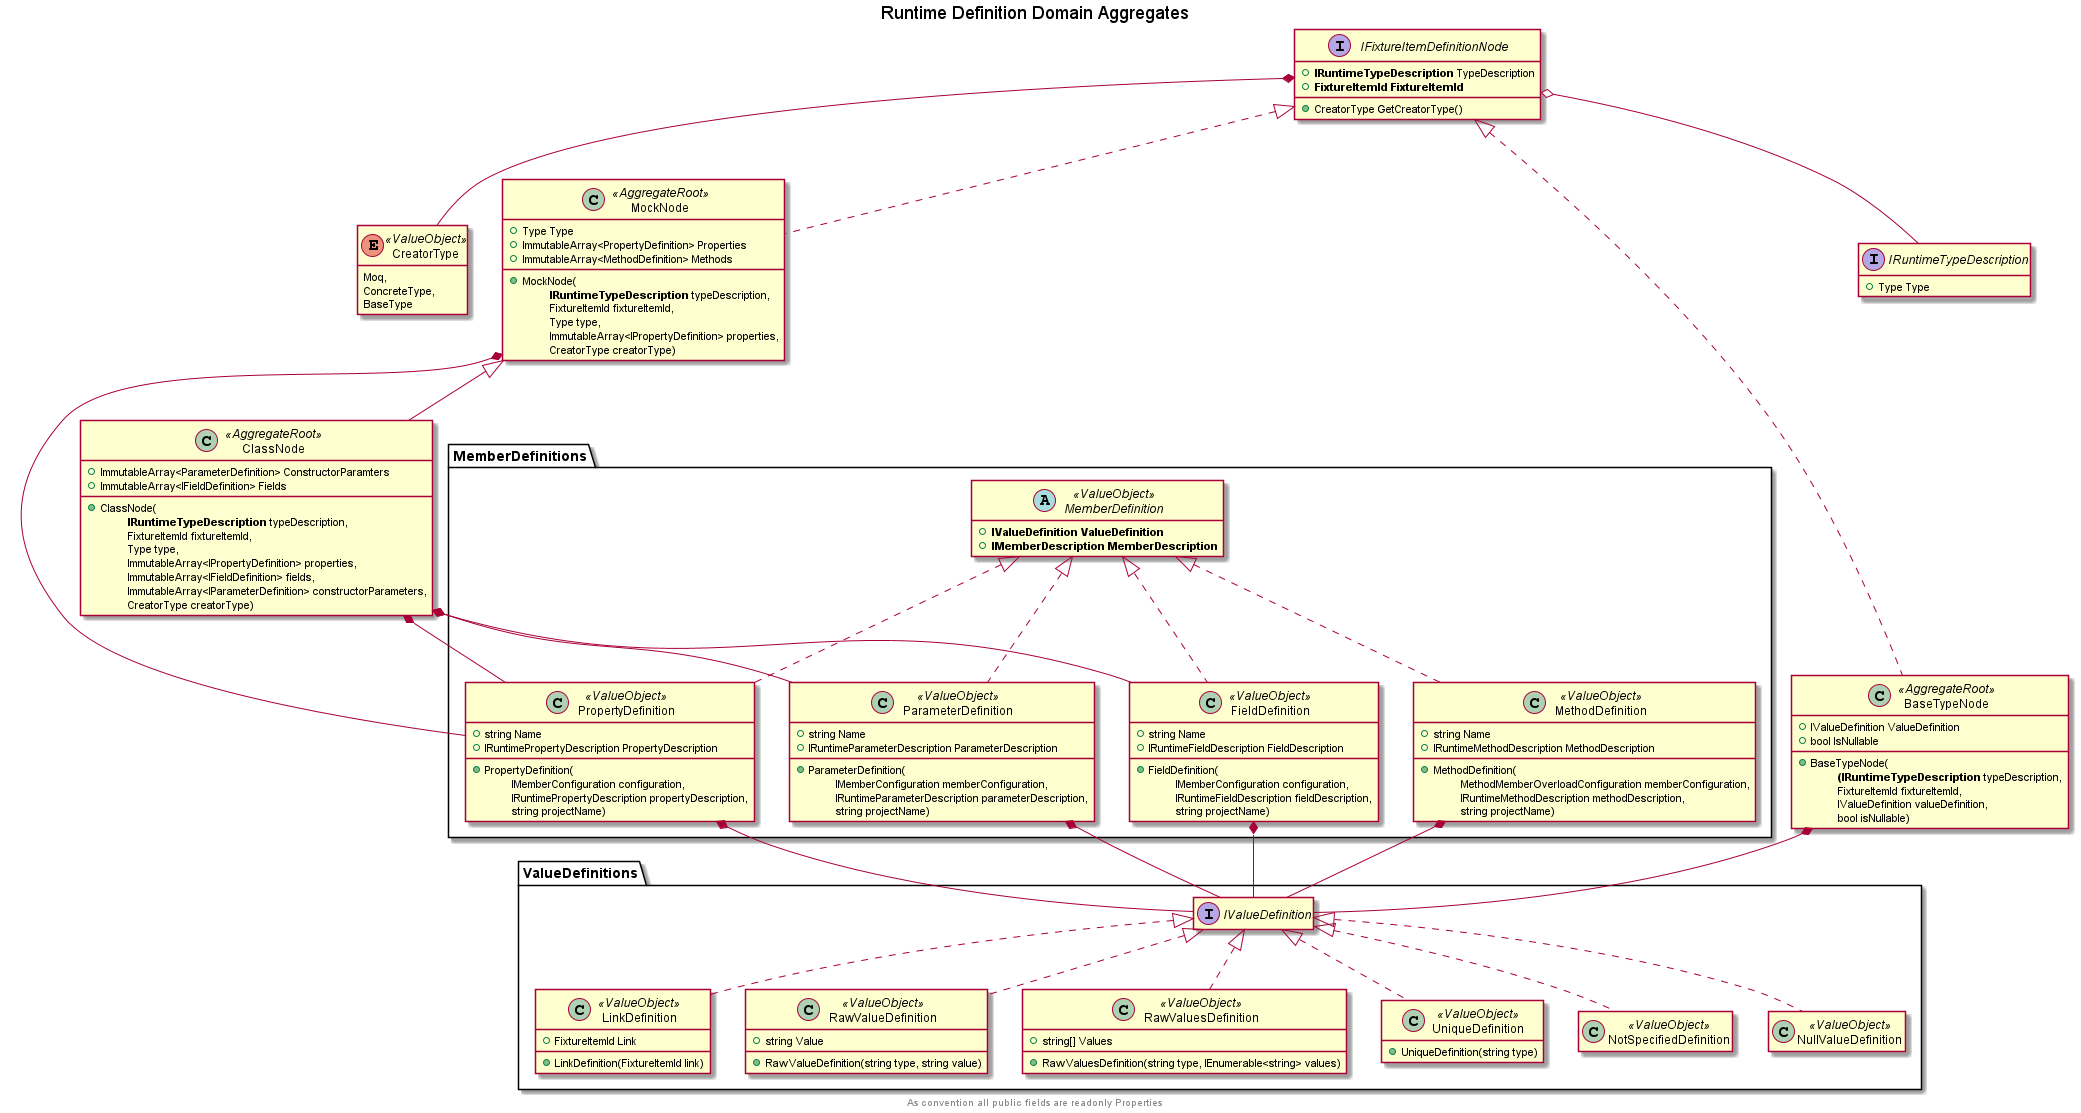 Runtime Definition Domain Aggregates
I
IFixtureItemDefinitionNode
IRuntimeTypeDescription TypeDescription
FixtureItemId FixtureItemId
CreatorType GetCreatorType()
E
«ValueObject»
CreatorType
Moq,
ConcreteType,
BaseType
C
«AggregateRoot»
MockNode
Type Type
ImmutableArray<PropertyDefinition> Properties
ImmutableArray<MethodDefinition> Methods
MockNode(
IRuntimeTypeDescription typeDescription,
FixtureItemId fixtureItemId,
Type type,
ImmutableArray<IPropertyDefinition> properties,
CreatorType creatorType)
I
IRuntimeTypeDescription
Type Type
C
«AggregateRoot»
ClassNode
ImmutableArray<ParameterDefinition> ConstructorParamters
ImmutableArray<IFieldDefinition> Fields
ClassNode(
IRuntimeTypeDescription typeDescription,
FixtureItemId fixtureItemId,
Type type,
ImmutableArray<IPropertyDefinition> properties,
ImmutableArray<IFieldDefinition> fields,
ImmutableArray<IParameterDefinition> constructorParameters,
CreatorType creatorType)
MemberDefinitions
A
«ValueObject»
MemberDefinition
IValueDefinition ValueDefinition
IMemberDescription MemberDescription
C
«ValueObject»
PropertyDefinition
string Name
IRuntimePropertyDescription PropertyDescription
PropertyDefinition(
IMemberConfiguration configuration,
IRuntimePropertyDescription propertyDescription,
string projectName)
C
«ValueObject»
ParameterDefinition
string Name
IRuntimeParameterDescription ParameterDescription
ParameterDefinition(
IMemberConfiguration memberConfiguration,
IRuntimeParameterDescription parameterDescription,
string projectName)
C
«ValueObject»
FieldDefinition
string Name
IRuntimeFieldDescription FieldDescription
FieldDefinition(
IMemberConfiguration configuration,
IRuntimeFieldDescription fieldDescription,
string projectName)
C
«ValueObject»
MethodDefinition
string Name
IRuntimeMethodDescription MethodDescription
MethodDefinition(
MethodMemberOverloadConfiguration memberConfiguration,
IRuntimeMethodDescription methodDescription,
string projectName)
C
«AggregateRoot»
BaseTypeNode
IValueDefinition ValueDefinition
bool IsNullable
BaseTypeNode(
(IRuntimeTypeDescription typeDescription,
FixtureItemId fixtureItemId,
IValueDefinition valueDefinition,
bool isNullable)
ValueDefinitions
I
IValueDefinition
C
«ValueObject»
LinkDefinition
FixtureItemId Link
LinkDefinition(FixtureItemId link)
C
«ValueObject»
RawValueDefinition
string Value
RawValueDefinition(string type, string value)
C
«ValueObject»
RawValuesDefinition
string[] Values
RawValuesDefinition(string type, IEnumerable<string> values)
C
«ValueObject»
UniqueDefinition
UniqueDefinition(string type)
C
«ValueObject»
NotSpecifiedDefinition
C
«ValueObject»
NullValueDefinition
As convention all public fields are readonly Properties